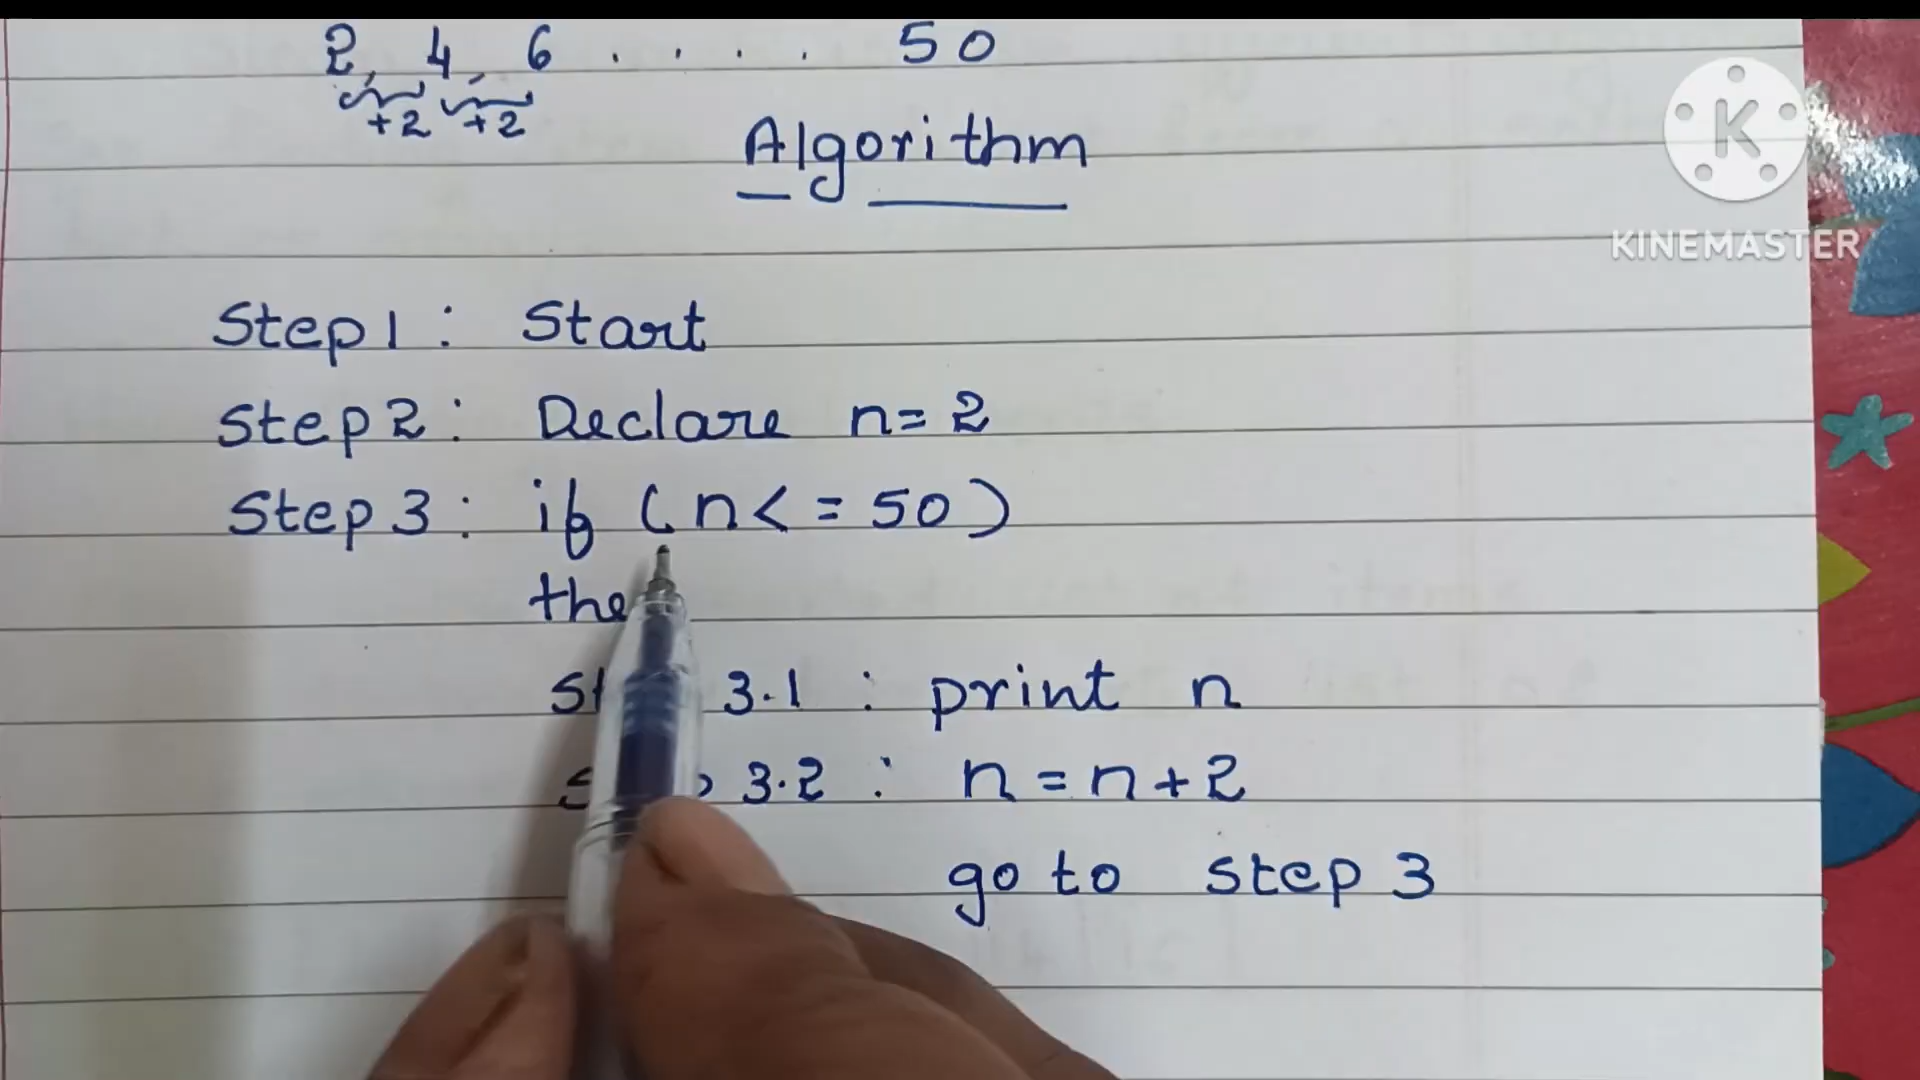 2, 4, 6 . . . . 50
+2 +2
Algorithm
K
KINEMASTER
Step 1 : Start
Step 2 : Declare n = 2
Step 3 : if ( n < = 50 )
3.1 : print n
3.2 : n = n + 2
go to step 3